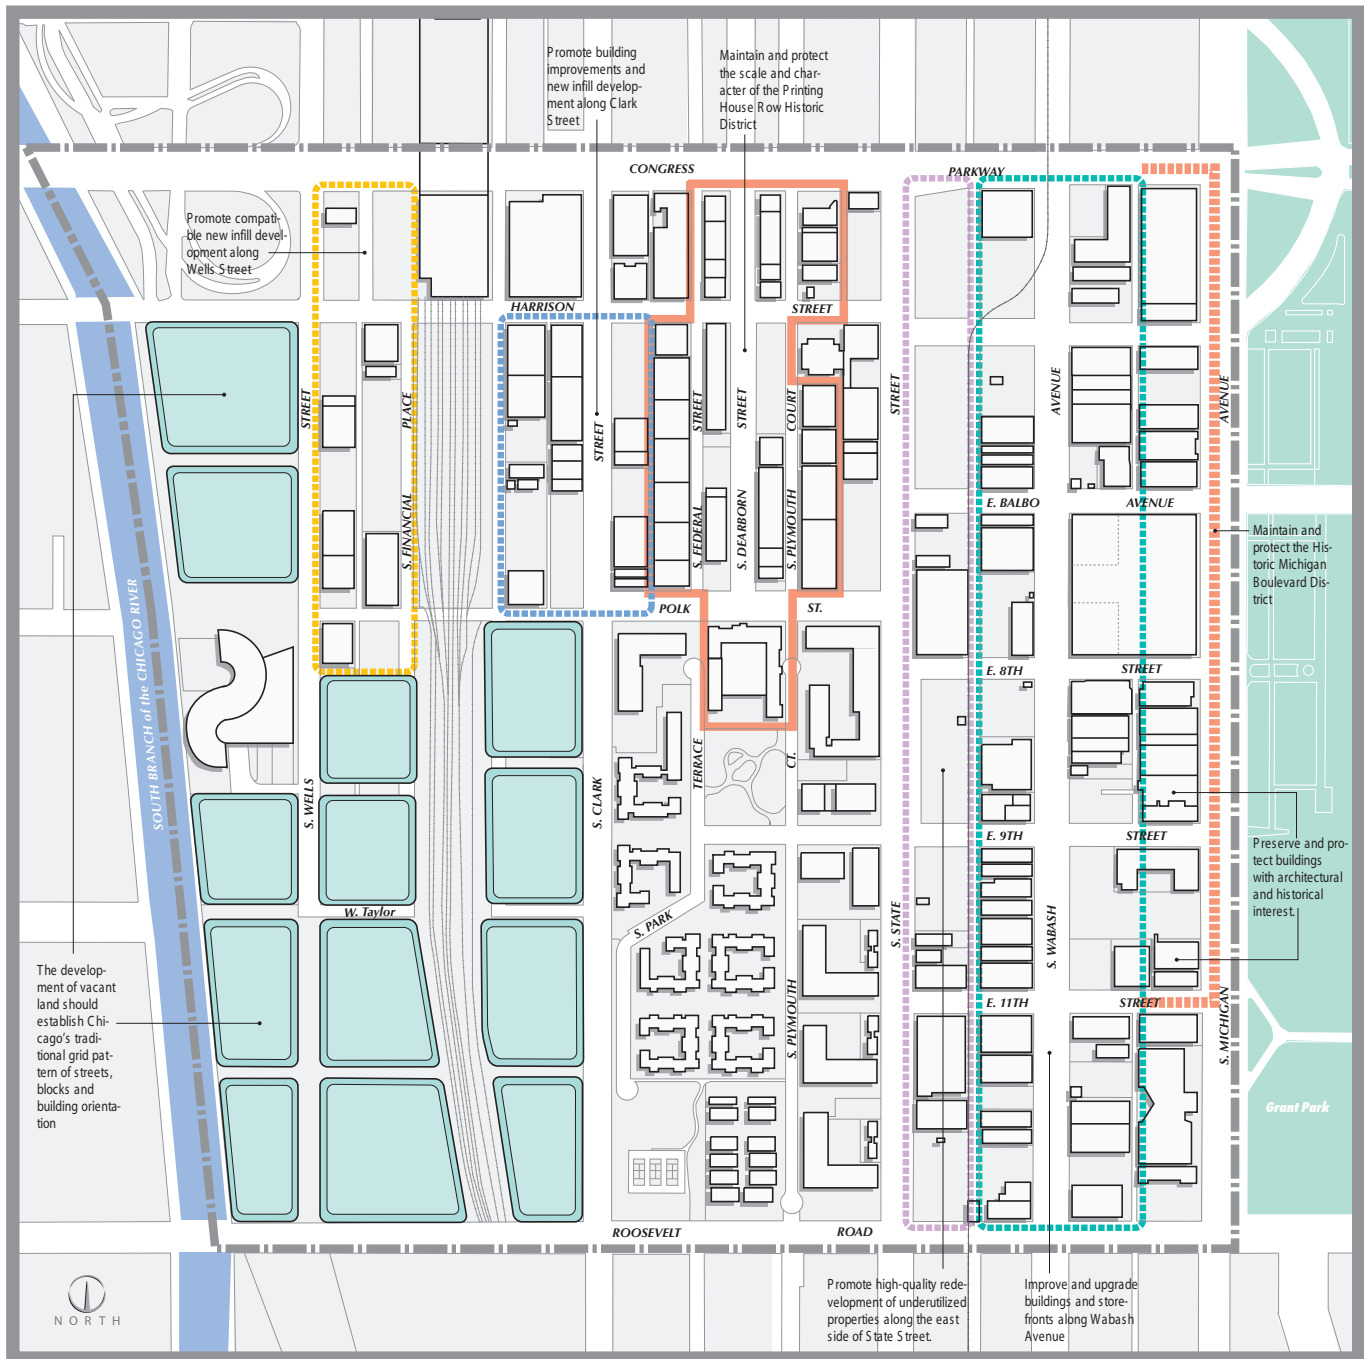 Promote building
improvements and
new infill develop-
ment along Clark
Street
Maintain and protect
the scale and char-
acter of the Printing
House Row Historic
District
CONGRESS
PARKWAY
Promote compati-
ble new infill devel-
opment along
Wells Street
HARRISON
STREET
STREET
PLACE
STREET
STREET
STREET
COURT
STREET
AVENUE
AVENUE
S. FINANCIAL
S. FEDERAL
S. DEARBORN
S. PLYMOUTH
E. BALBO
AVENUE
Maintain and
protect the His-
toric Michigan
Boulevard Dis-
trict
POLK
ST.
SOUTH BRANCH of the CHICAGO RIVER
E. 8TH
STREET
S. WELLS
S. CLARK
TERRACE
CT.
E. 9TH
STREET
Preserve and pro-
tect buildings
with architectural
and historical
interest.
W. Taylor
S. PARK
S. STATE
S. WABASH
The develop-
ment of vacant
land should
establish Chi-
cago's tradi-
tional grid pat-
tern of streets,
blocks and
building orienta-
tion
S. PLYMOUTH
E. 11TH
STREET
S. MICHIGAN
Grant Park
ROOSEVELT
ROAD
Promote high-quality rede-
velopment of underutilized
properties along the east
side of State Street.
Improve and upgrade
buildings and store-
fronts along Wabash
Avenue
NORTH